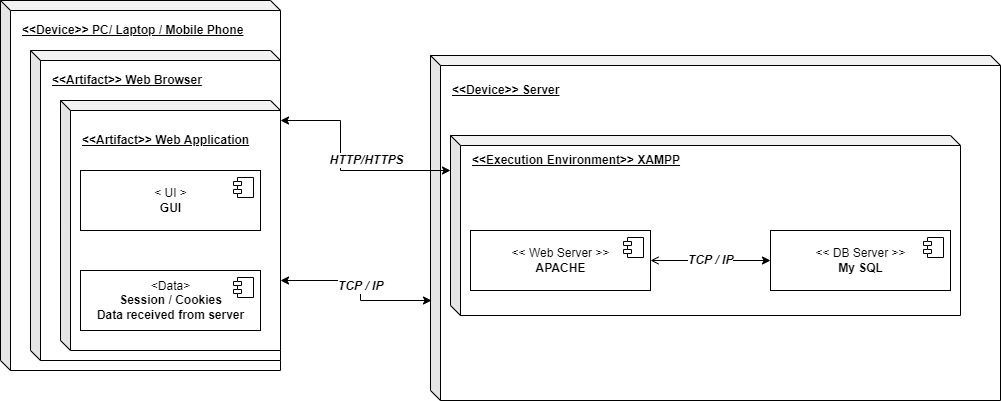 <<Device>> PC/ Laptop / Mobile Phone
<<Artifact>> Web Browser
<<Artifact>> Web Application
< UI >
GUI
<Data>
Session / Cookies
Data received from server
HTTP/HTTPS
TCP / IP
<<Device>> Server
<<Execution Environment>> XAMPP
<< Web Server >>
APACHE
TCP / IP
<< DB Server >>
My SQL